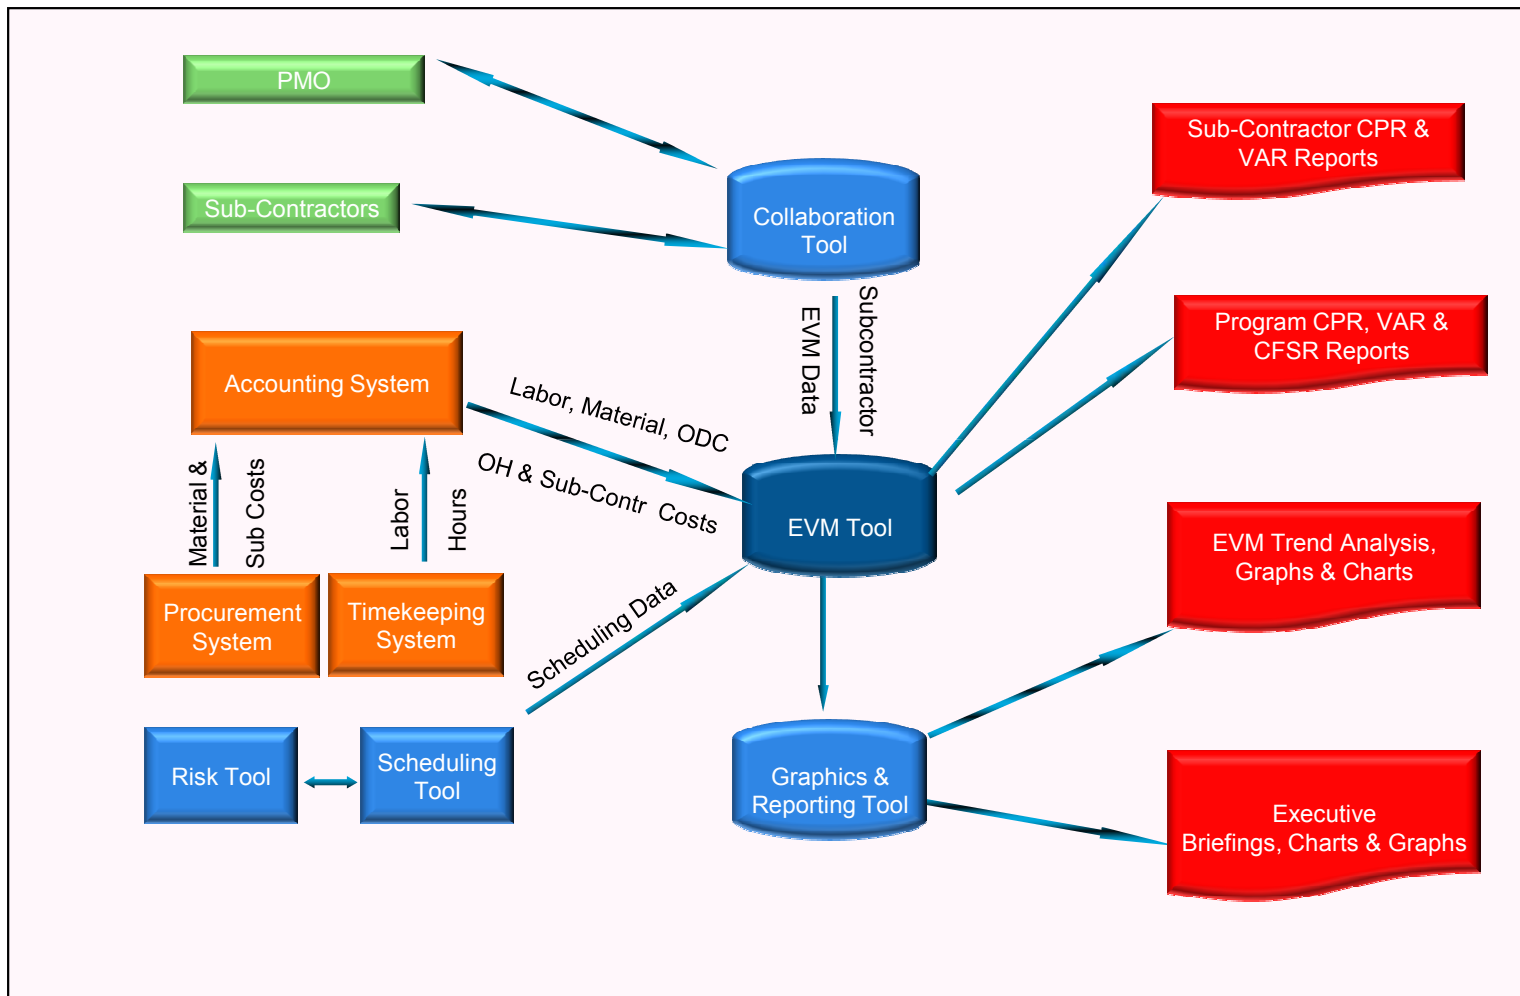 PMO
Sub-Contractors
Collaboration
Tool
Sub-Contractor CPR &
VAR Reports
Program CPR, VAR &
CFSR Reports
Subcontractor
EVM Data
Accounting System
Labor, Material, ODC
OH & Sub-Contr Costs
Material &
Sub Costs
Labor
Hours
EVM Tool
EVM Trend Analysis,
Graphs & Charts
Procurement
System
Timekeeping
System
Scheduling Data
Risk Tool
Scheduling
Tool
Graphics &
Reporting Tool
Executive
Briefings, Charts & Graphs